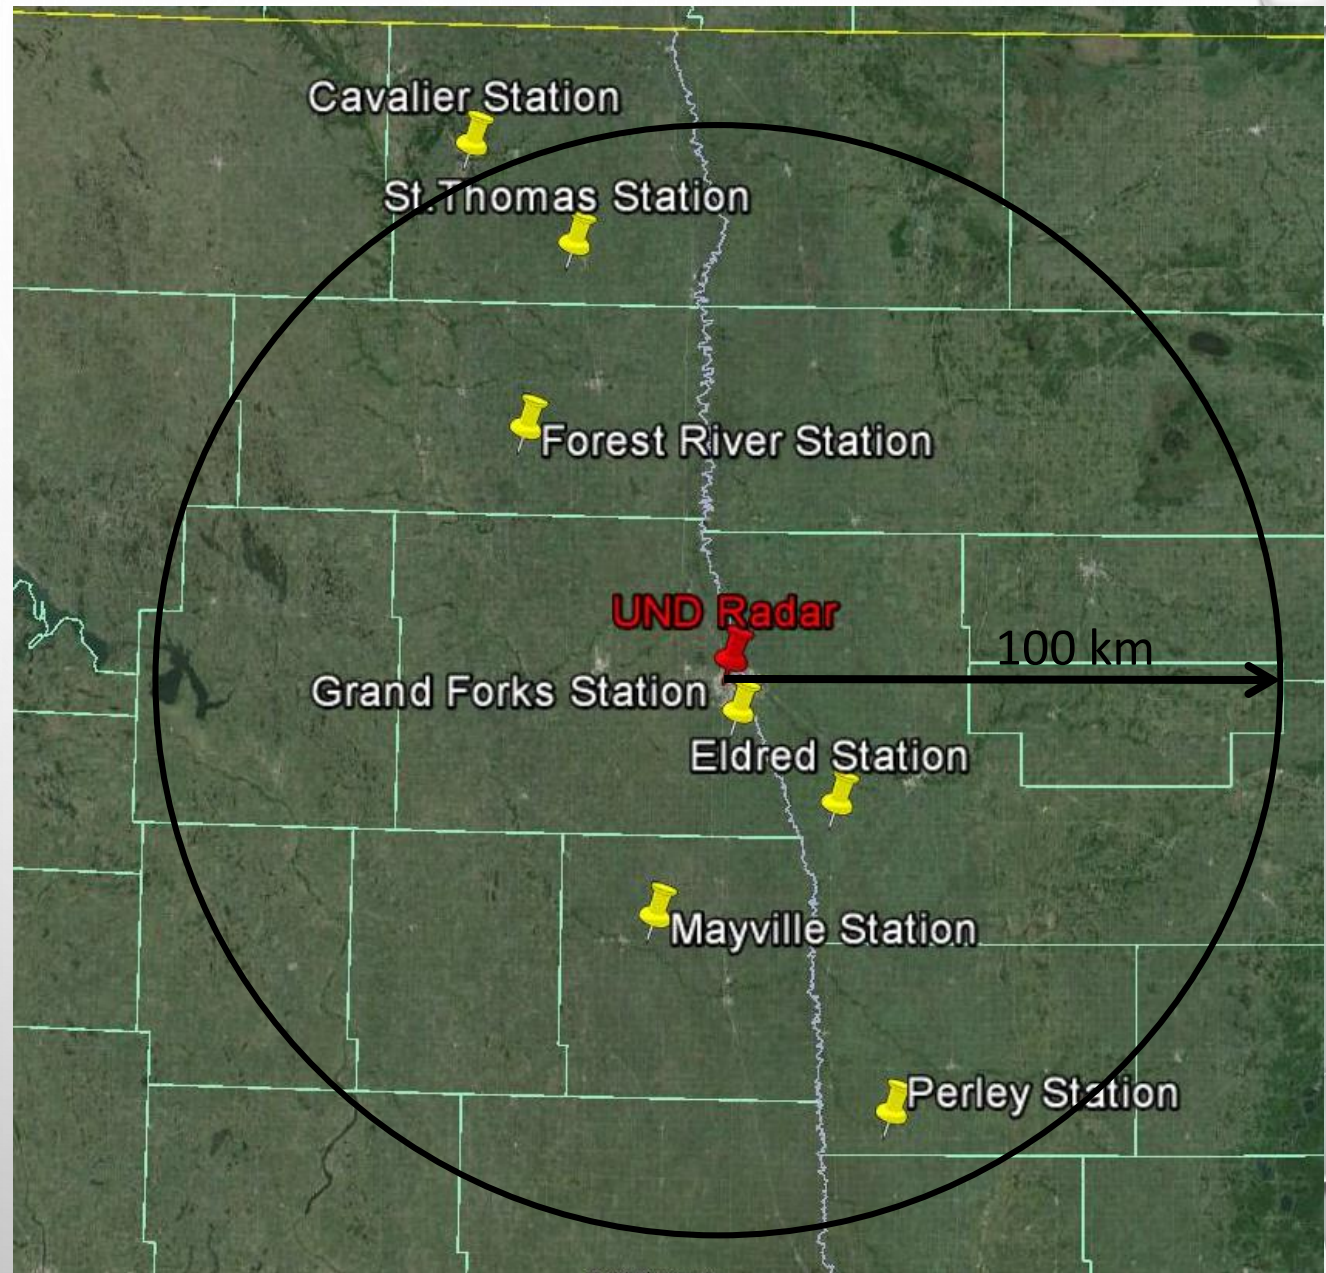 Cavalier Station
St.Thomas Station
Forest River Station
UND Radar
100 km
Grand Forks Station
Eldred Station
Mayville Station
Perley Station